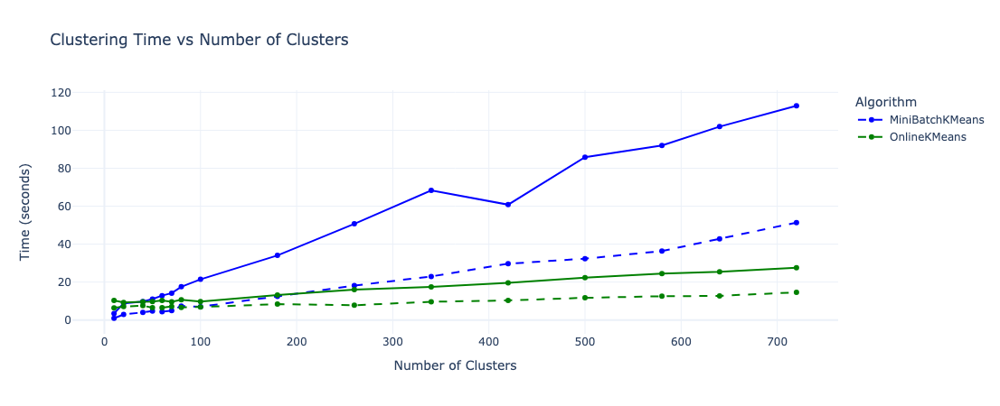 Clustering Time vs Number of Clusters
Algorithm
MiniBatchKMeans
OnlineKMeans
Time (seconds)
120
100
80
60
40
20
0
0 100 200 300 400 500 600 700
Number of Clusters